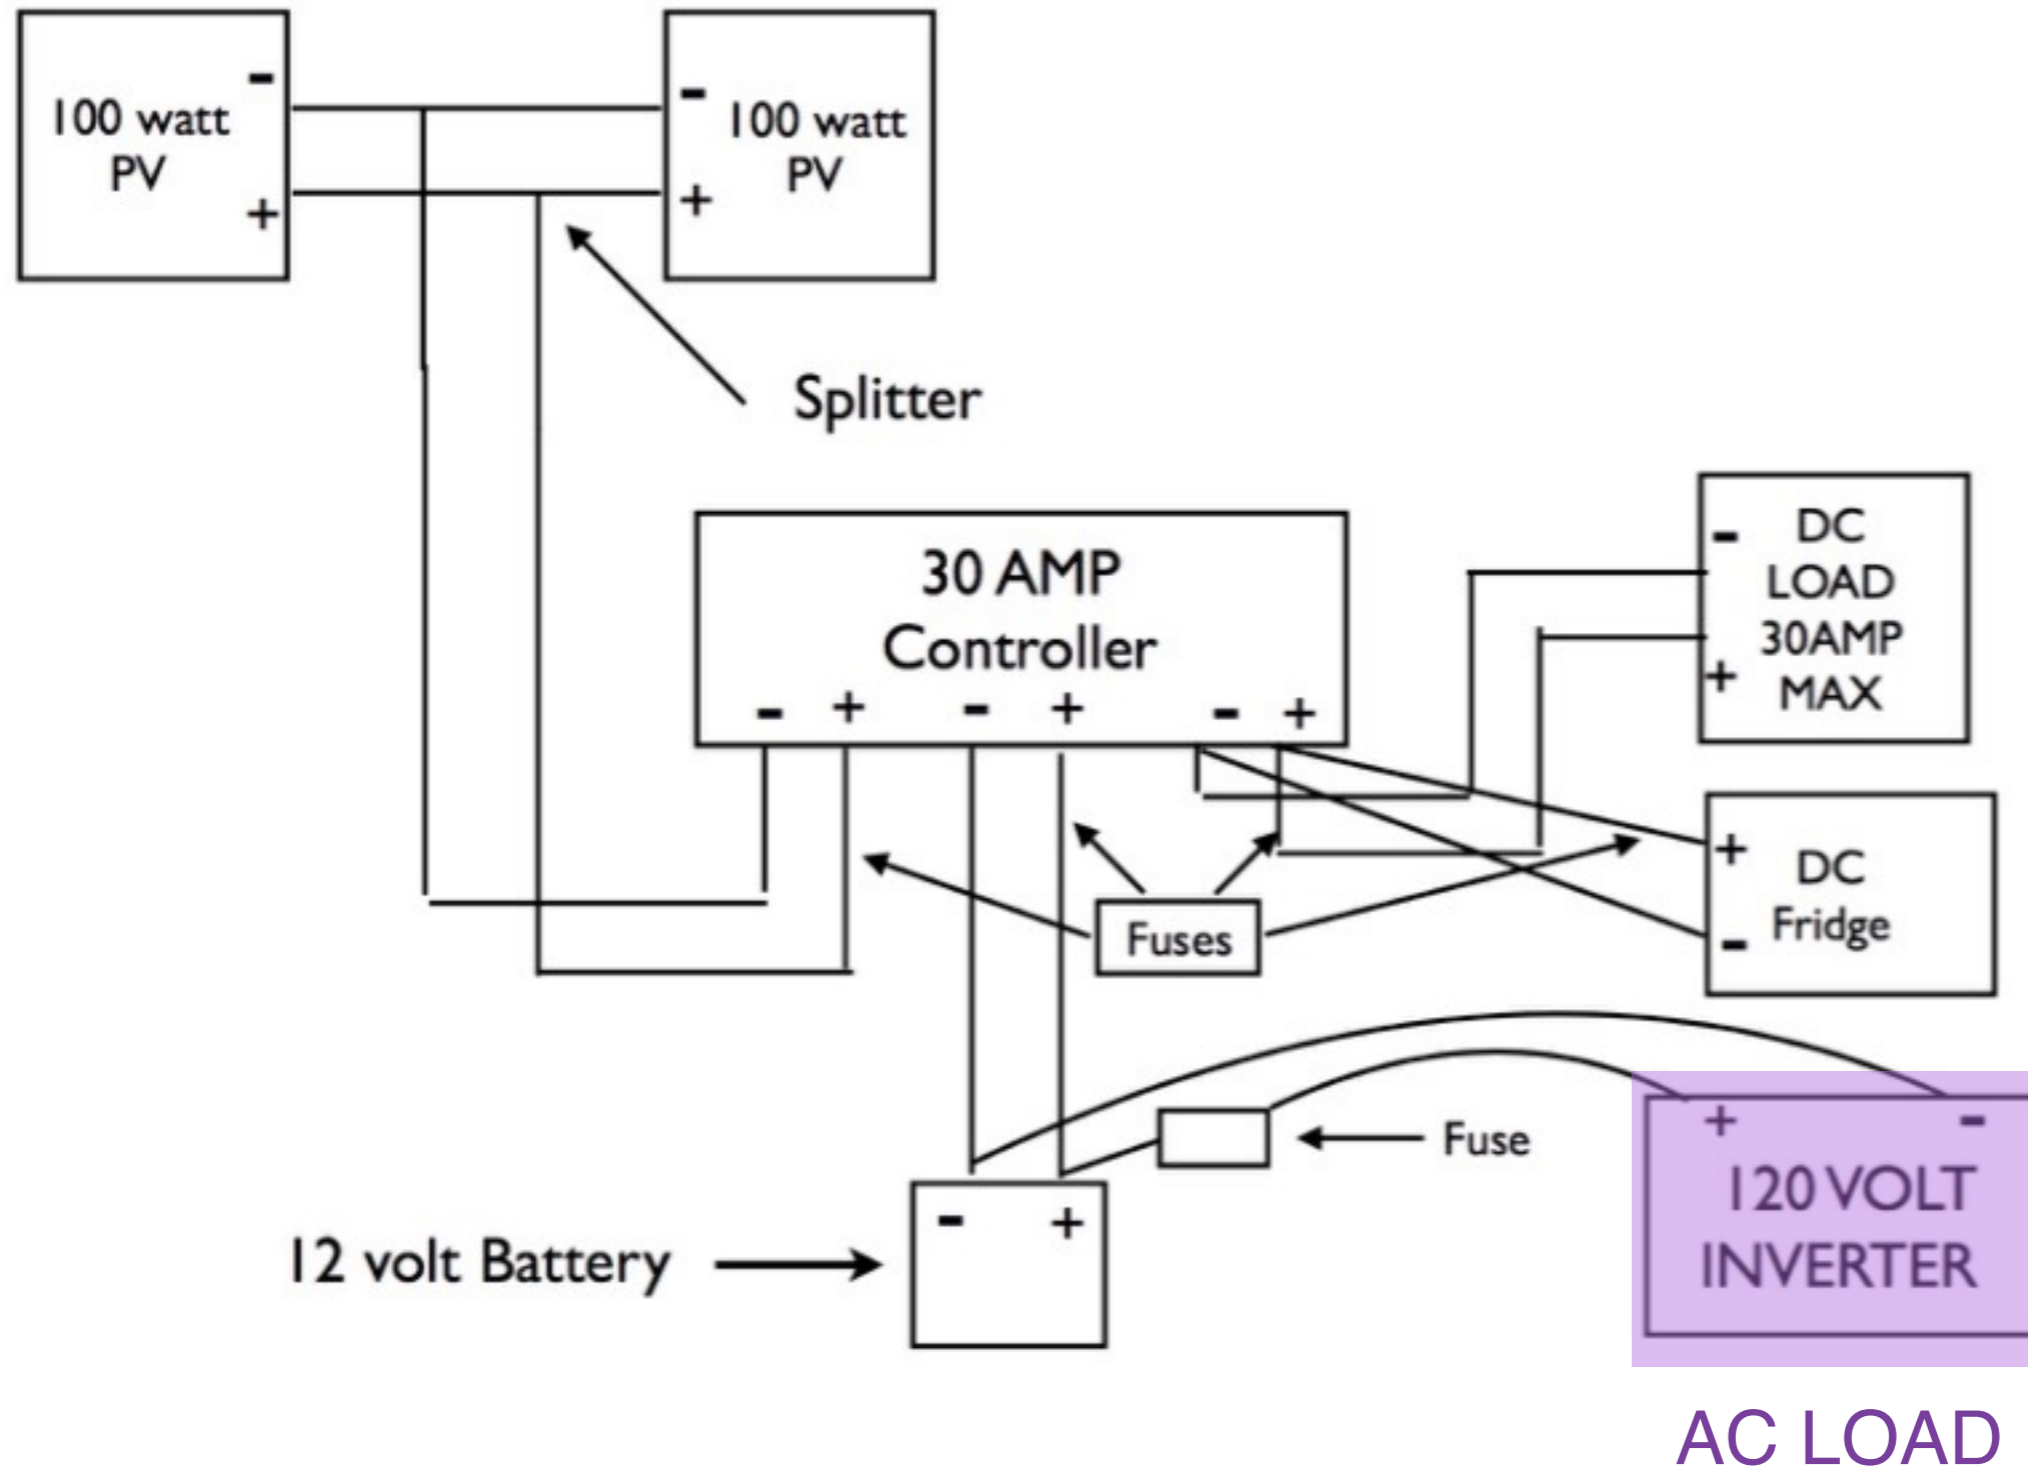 -
100 watt
PV
+
-
100 watt
PV
+
Splitter
30 AMP
Controller
- + - + - +
-
DC
LOAD
30AMP
MAX
+
+
DC
Fridge
-
Fuses
Fuse
+ -
120 VOLT
INVERTER
12 volt Battery
- +
AC LOAD